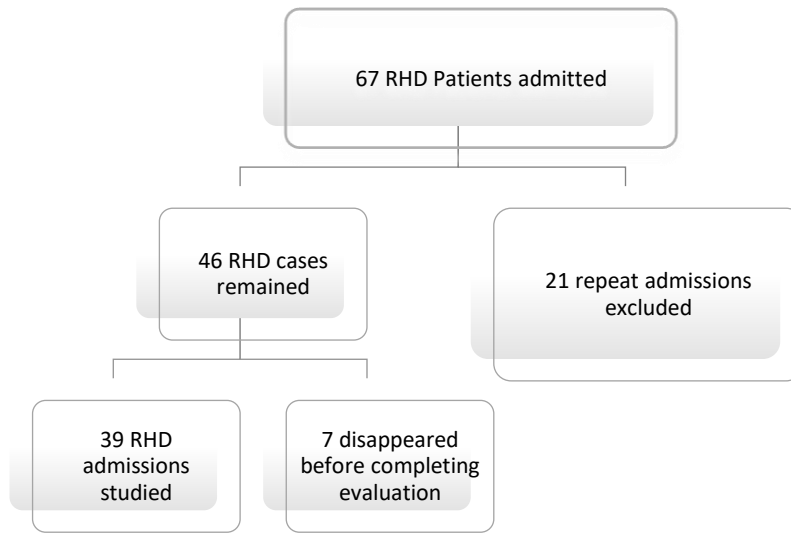 67 RHD Patients admitted
46 RHD cases
remained
21 repeat admissions
excluded
39 RHD
admissions
studied
7 disappeared
before completing
evaluation